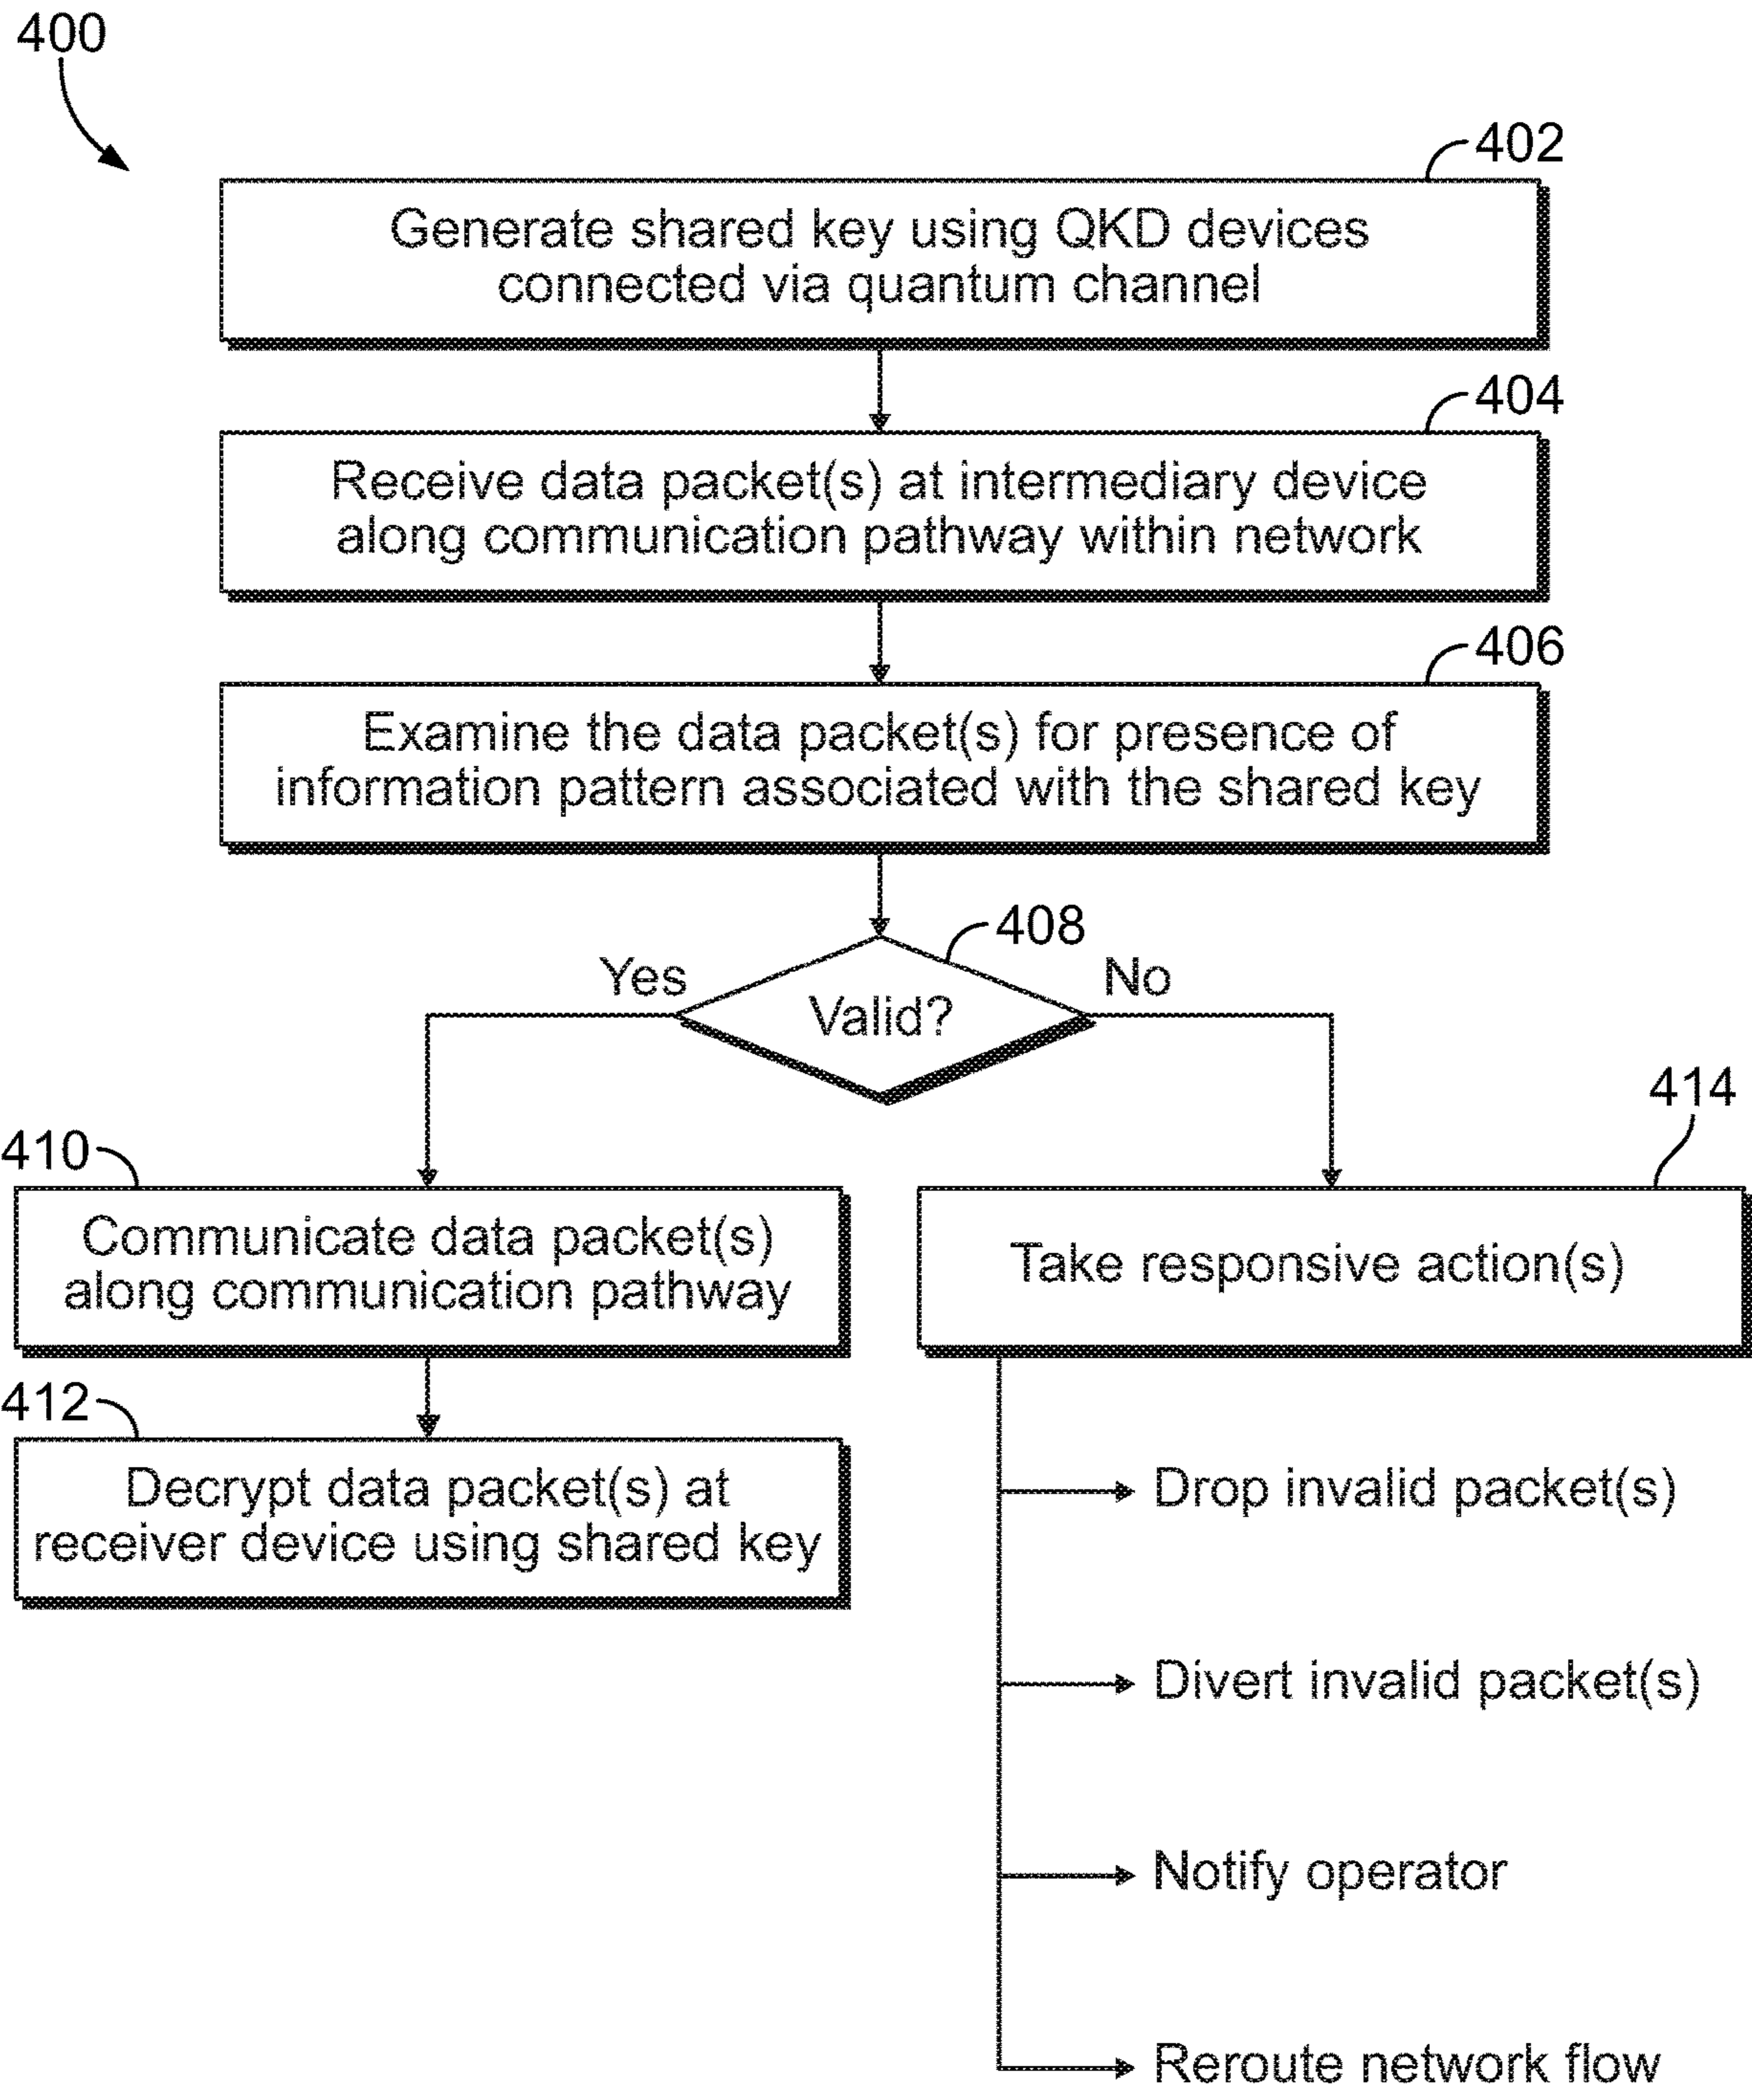 400
402
Generate shared key using QKD devices
connected via quantum channel
404
Receive data packet(s) at intermediary device
along communication pathway within network
406
Examine the data packet(s) for presence of
information pattern associated with the shared key
408
Yes
Valid?
No
410
Communicate data packet(s)
along communication pathway
412
Decrypt data packet(s) at
receiver device using shared key
414
Take responsive action(s)
Drop invalid packet(s)
Divert invalid packet(s)
Notify operator
Reroute network flow